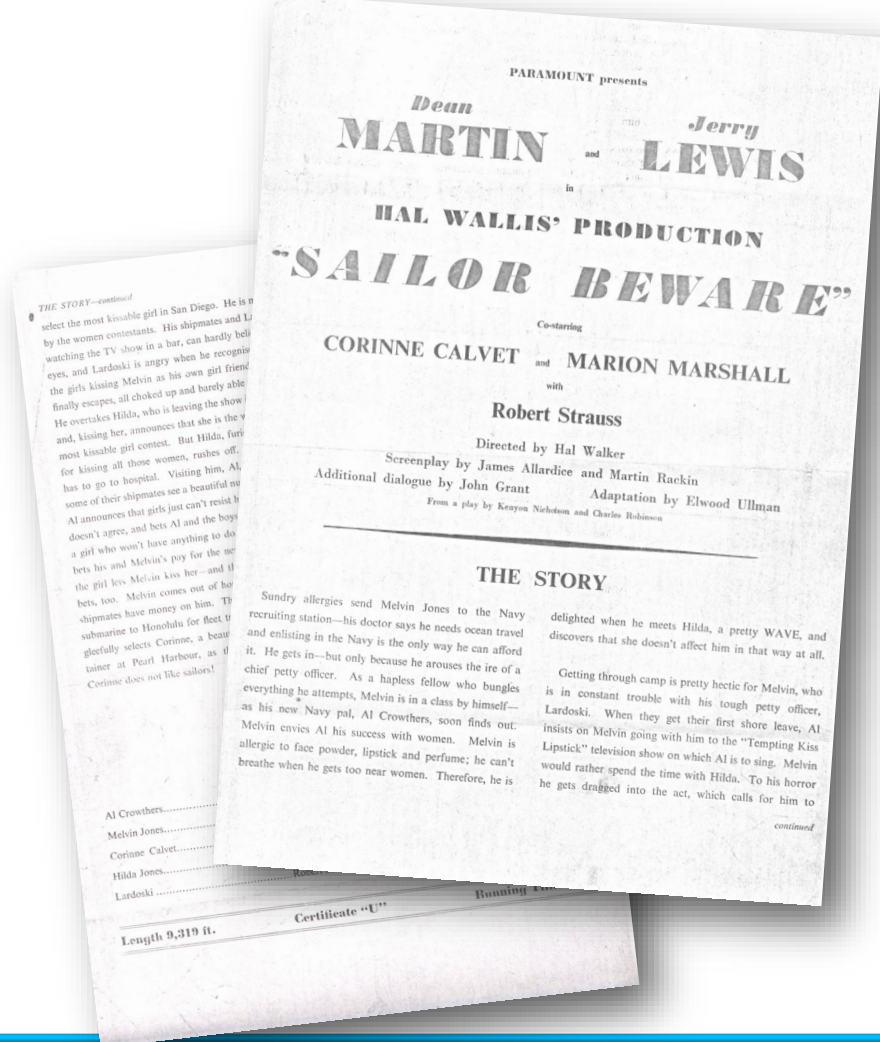 PARAMOUNT presents
Dean Jerry
MARTIN and LEWIS
in
HAL WALLIS' PRODUCTION
“SAILOR BEWARE”
Co-starring
CORINNE CALVET and MARION MARSHALL
with
Robert Strauss
Directed by Hal Walker
Screenplay by James Allardice and Martin Rackin
Additional dialogue by John Grant Adaptation by Elwood Ullman
From a play by Kenyon Nicholson and Charles Robinson
THE STORY
Sundry allergies send Melvin Jones to the Navy
recruiting station—his doctor says he needs ocean travel
and enlisting in the Navy is the only way he can afford
it. He gets in—but only because he arouses the ire of a
chief petty officer. As a hapless fellow who bungles
everything he attempts, Melvin is in a class by himself—
as his new Navy pal, Al Crowthers, soon finds out.
Melvin envies Al his success with women. Melvin is
allergic to face powder, lipstick and perfume; he can't
breathe when he gets too near women. Therefore, he is
delighted when he meets Hilda, a pretty WAVE, and
discovers that she doesn't affect him in that way at all.
Getting through camp is pretty hectic for Melvin, who
is in constant trouble with his tough petty officer,
Lardoski. When they get their first shore leave, Al
insists on Melvin going with him to the “Tempting Kiss
Lipstick” television show on which Al is to sing. Melvin
would rather spend the time with Hilda. To his horror
he gets dragged into the act, which calls for him to
continued
THE STORY—continued
select the most kissable girl in San Diego. He is
by the women contestants. His shipmates and
watching the TV show in a bar, can hardly
eyes, and Lardoski is angry when he
the girls kissing Melvin as his own girl
finally escapes, all choked up and barely able
He overtakes Hilda, who is leaving the show
and, kissing her, announces that she is the
most kissable girl contest. But Hilda,
for kissing all those women, rushes off.
has to go to hospital. Visiting him, Al,
some of their shipmates see a beautiful
Al announces that girls just can't resist
doesn't agree, and bets Al and the boys
a girl who won't have anything to do
bets his and Melvin's pay for the
the girl lets Melvin kiss her—and
bets, too. Melvin comes out of
shipmates have money on him.
submarine to Honolulu for fleet
gleefully selects Corinne, a
tainer at Pearl Harbour, as
Corinne does not like sailors!
Al Crowthers
Melvin Jones
Corinne Calvet
Hilda Jones
Lardoski
Length 9,319 ft. Certificate “U” Running